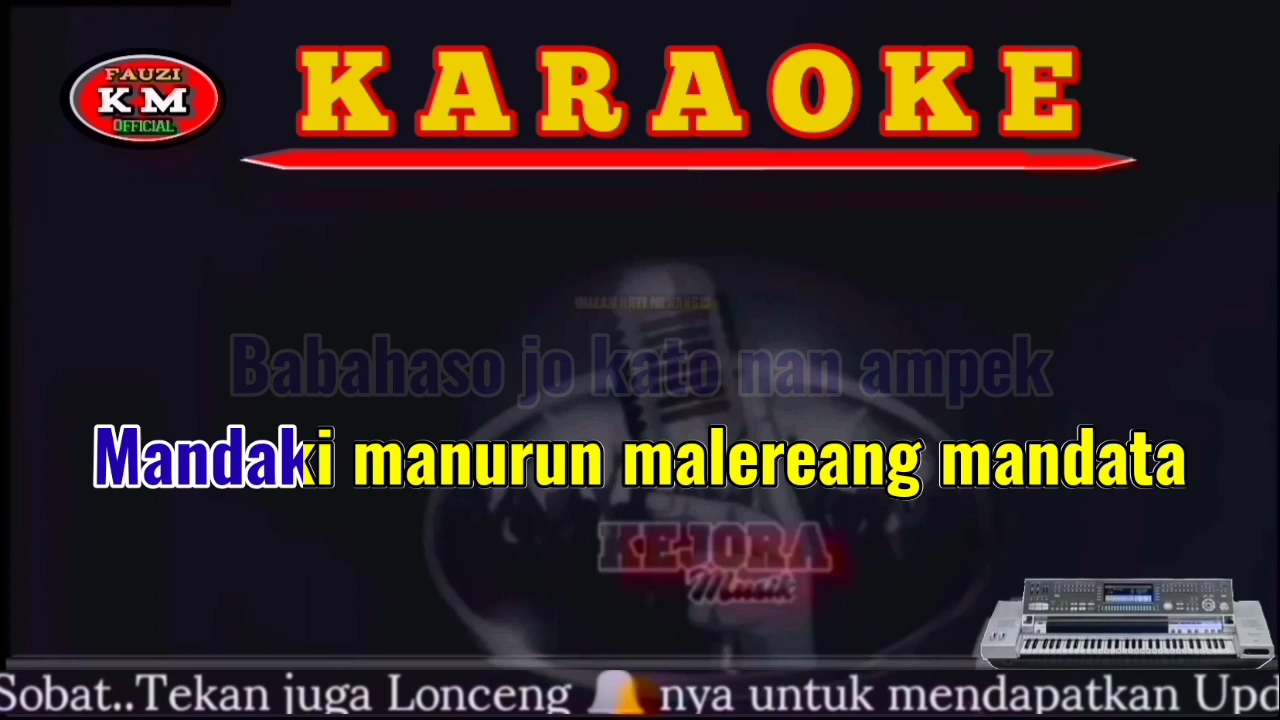 FAUZI
KM
OFFICIAL
KARAOKE
Babahaso jo kato nan ampek
Mandaki manurun malereang mandata
KEJORA
Musik
Sobat..Tekan juga Lonceng 🔔 nya untuk mendapatkan Upd